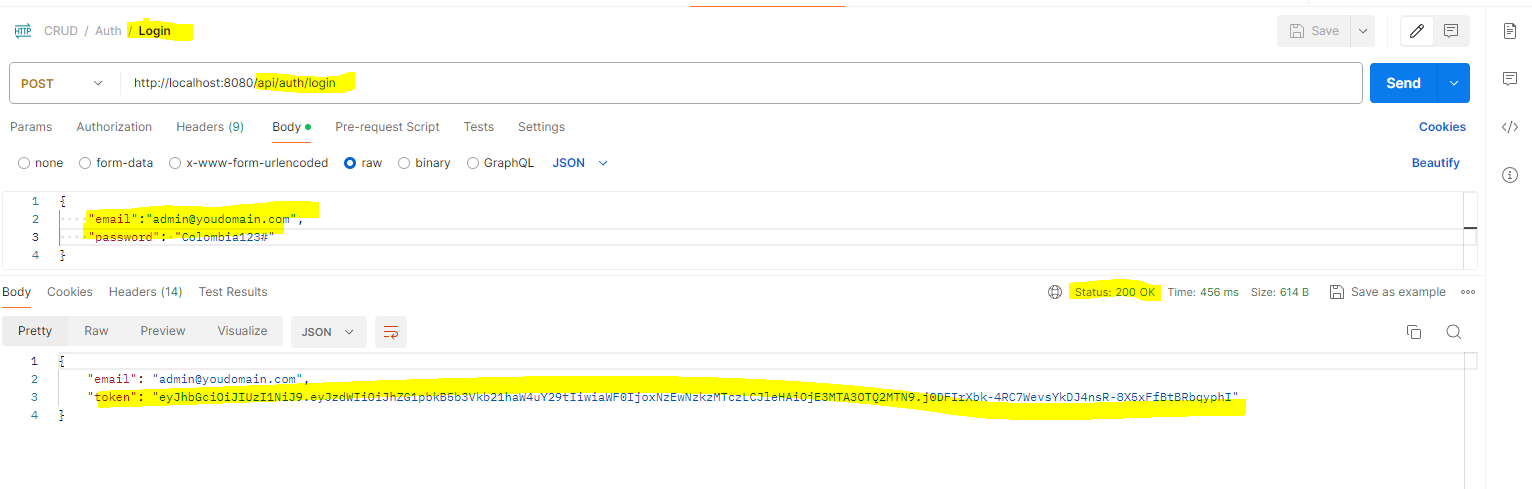 HTTP CRUD / Auth / Login Save
POST http://localhost:8080/api/auth/login Send
Params Authorization Headers (9) Body Pre-request Script Tests Settings Cookies
none form-data x-www-form-urlencoded raw binary GraphQL JSON Beautify
1 {
2 "email":"admin@youdomain.com",
3 "password": "Colombia123#"
4 }
Body Cookies Headers (14) Test Results Status: 200 OK Time: 456 ms Size: 614 B Save as example
Pretty Raw Preview Visualize JSON
1 {
2 "email": "admin@youdomain.com",
3 "token": "eyJhbGciOiJIUzI1NiJ9.eyJzdWIiOiJhZG1pbkB5b3Vkb21haW4uY29tIiwiaWF0IjoxNzEwNzkzMTczLCJleHAiOjE3MTA3OTQ2MTN9.j0DFIrXbk-4RC7WevsYkDJ4nsR-8X5xFfBtBRbqyphI"
4 }